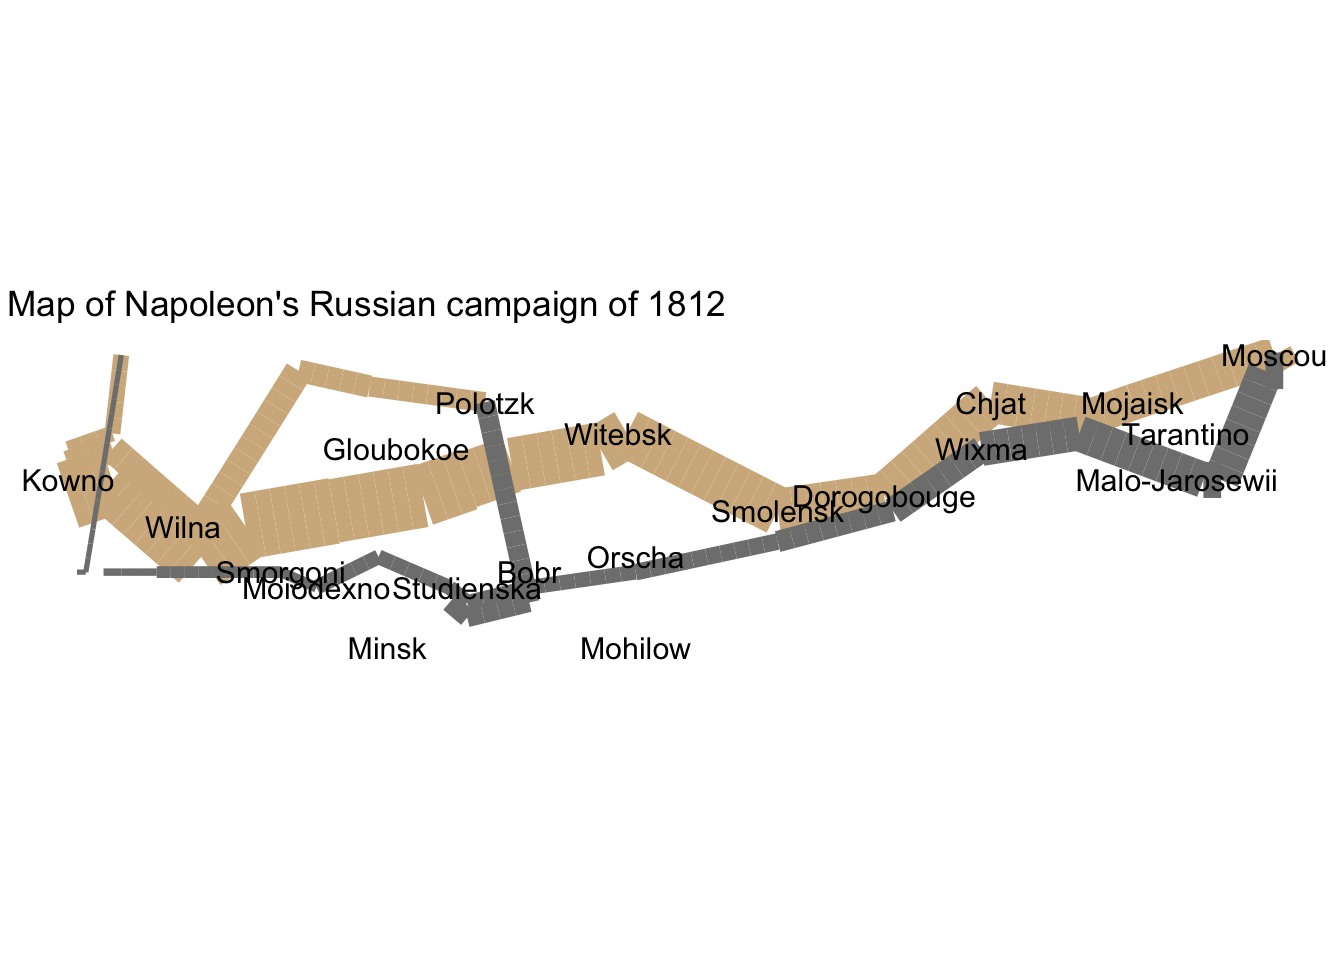 Map of Napoleon's Russian campaign of 1812
Moscou
Polotzk
Chjat
Mojaisk
Witebsk
Tarantino
Gloubokoe
Wixma
Kowno
Malo-Jarosewii
Dorogobouge
Smolensk
Wilna
Orscha
Smorgoni
Bobr
Moiodexno
Studienska
Minsk
Mohilow